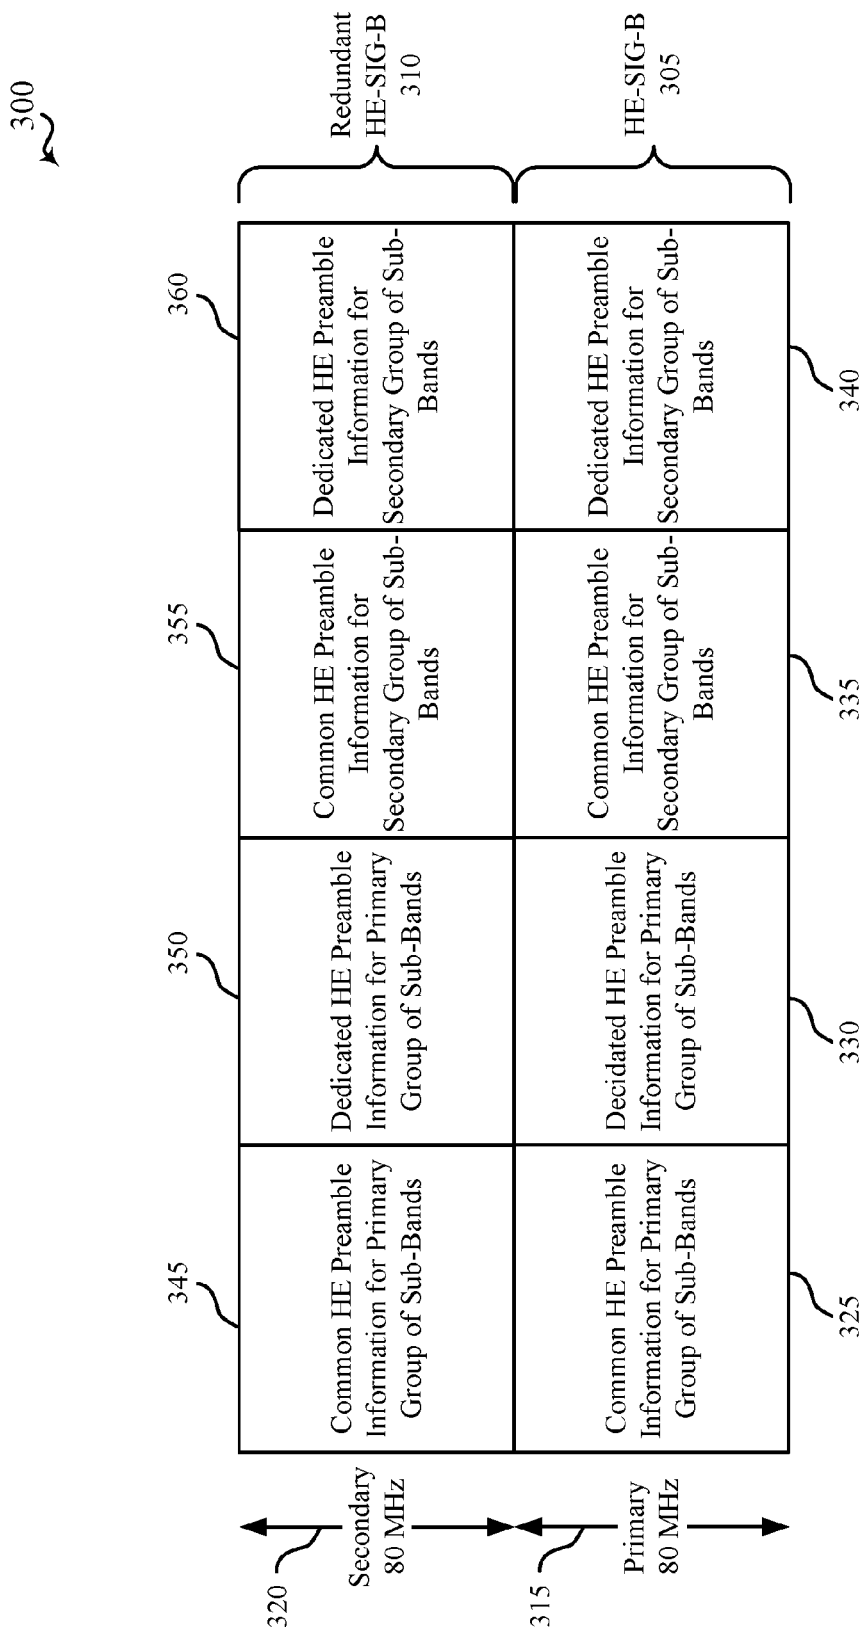 300
345
350
355
360
320
Secondary
80 MHz
Common HE Preamble
Information for Primary
Group of Sub-Bands
Dedicated HE Preamble
Information for Primary
Group of Sub-Bands
Common HE Preamble
Information for
Secondary Group of Sub-
Bands
Dedicated HE Preamble
Information for
Secondary Group of Sub-
Bands
Redundant
HE-SIG-B
310
315
Primary
80 MHz
Common HE Preamble
Information for Primary
Group of Sub-Bands
Decidated HE Preamble
Information for Primary
Group of Sub-Bands
Common HE Preamble
Information for
Secondary Group of Sub-
Bands
Dedicated HE Preamble
Information for
Secondary Group of Sub-
Bands
HE-SIG-B
305
325
330
335
340